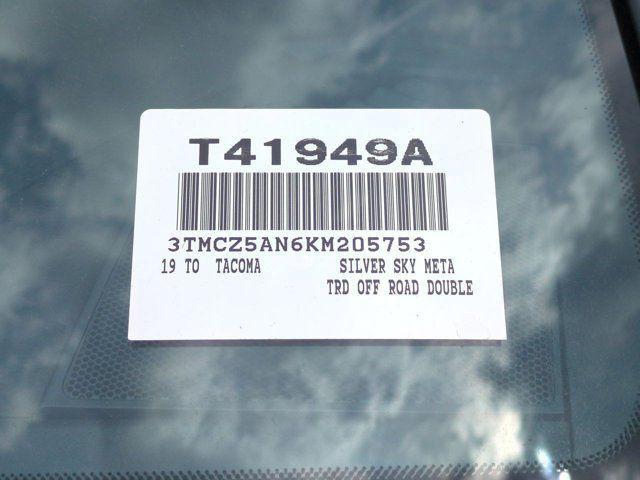 T41949A
3TMCZ5AN6KM205753
19 TO TACOMA SILVER SKY META
TRD OFF ROAD DOUBLE